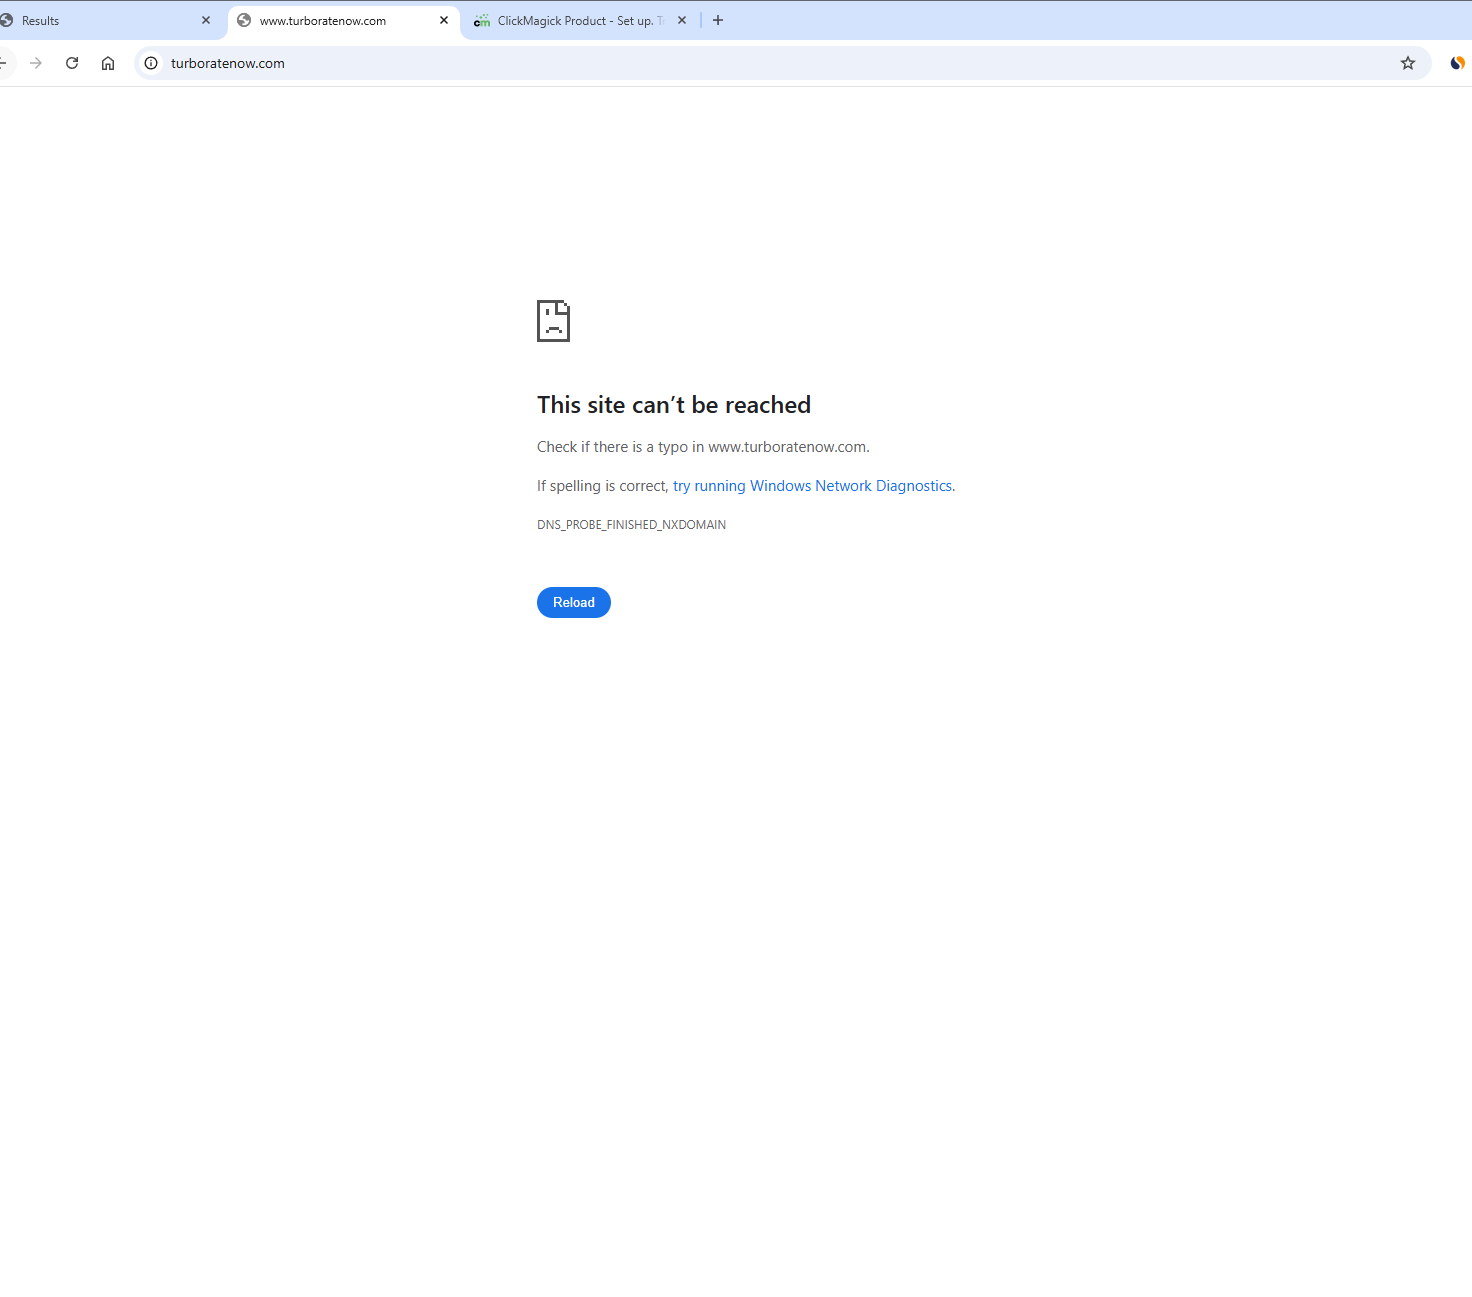 Results
www.turboratenow.com
ClickMagick Product - Set up. T
turboratenow.com
This site can’t be reached
Check if there is a typo in www.turboratenow.com.
If spelling is correct, try running Windows Network Diagnostics.
DNS_PROBE_FINISHED_NXDOMAIN
Reload